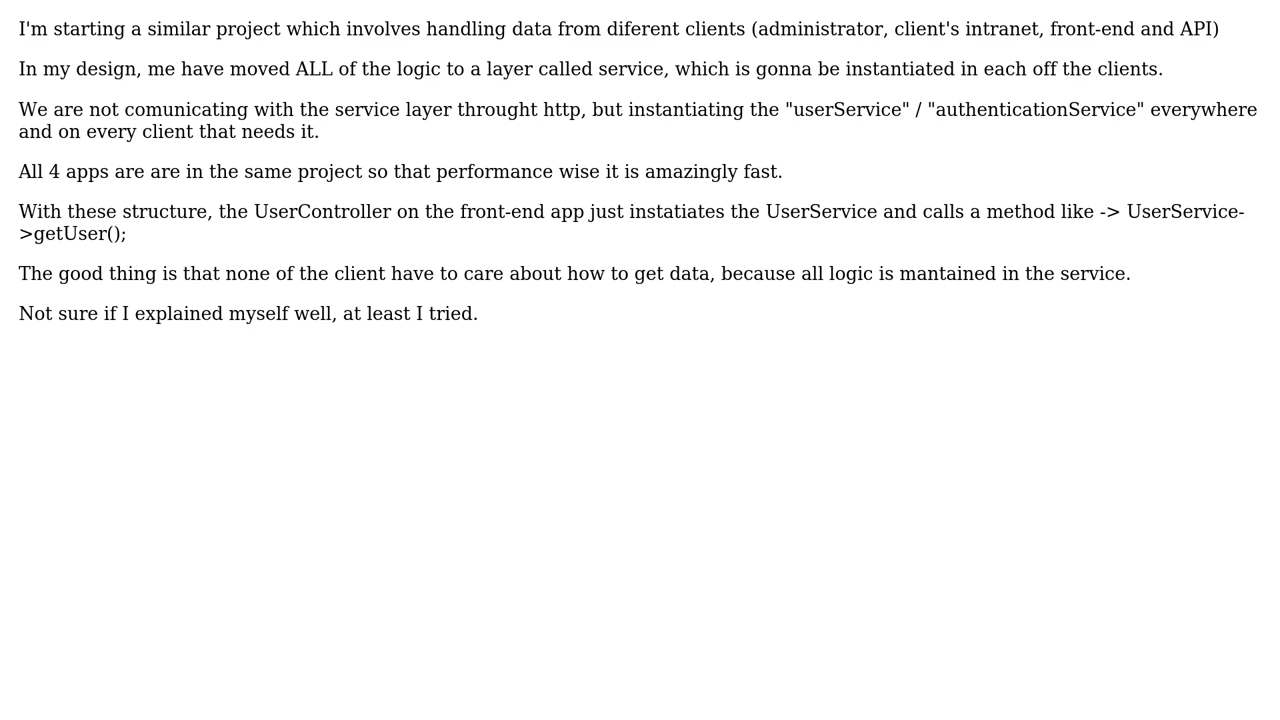 I'm starting a similar project which involves handling data from diferent clients (administrator, client's intranet, front-end and API)
In my design, me have moved ALL of the logic to a layer called service, which is gonna be instantiated in each off the clients.
We are not comunicating with the service layer throught http, but instantiating the "userService" / "authenticationService" everywhere
and on every client that needs it.
All 4 apps are are in the same project so that performance wise it is amazingly fast.
With these structure, the UserController on the front-end app just instatiates the UserService and calls a method like -> UserService-
>getUser();
The good thing is that none of the client have to care about how to get data, because all logic is mantained in the service.
Not sure if I explained myself well, at least I tried.